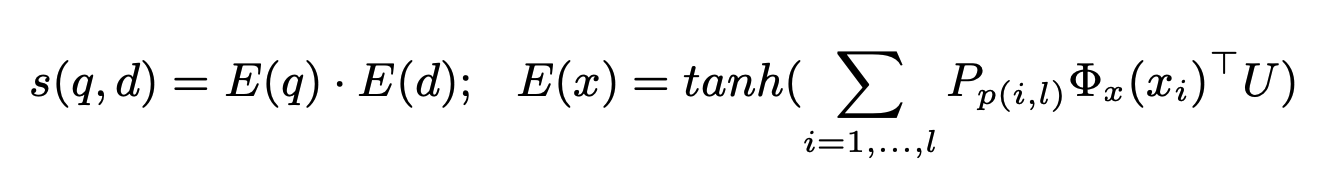 s(q, d) = E(q) · E(d);   E(x) = tanh( ∑_{i=1,...,l} P_{p(i,l)} Φ_x(x_i)^⊤ U)